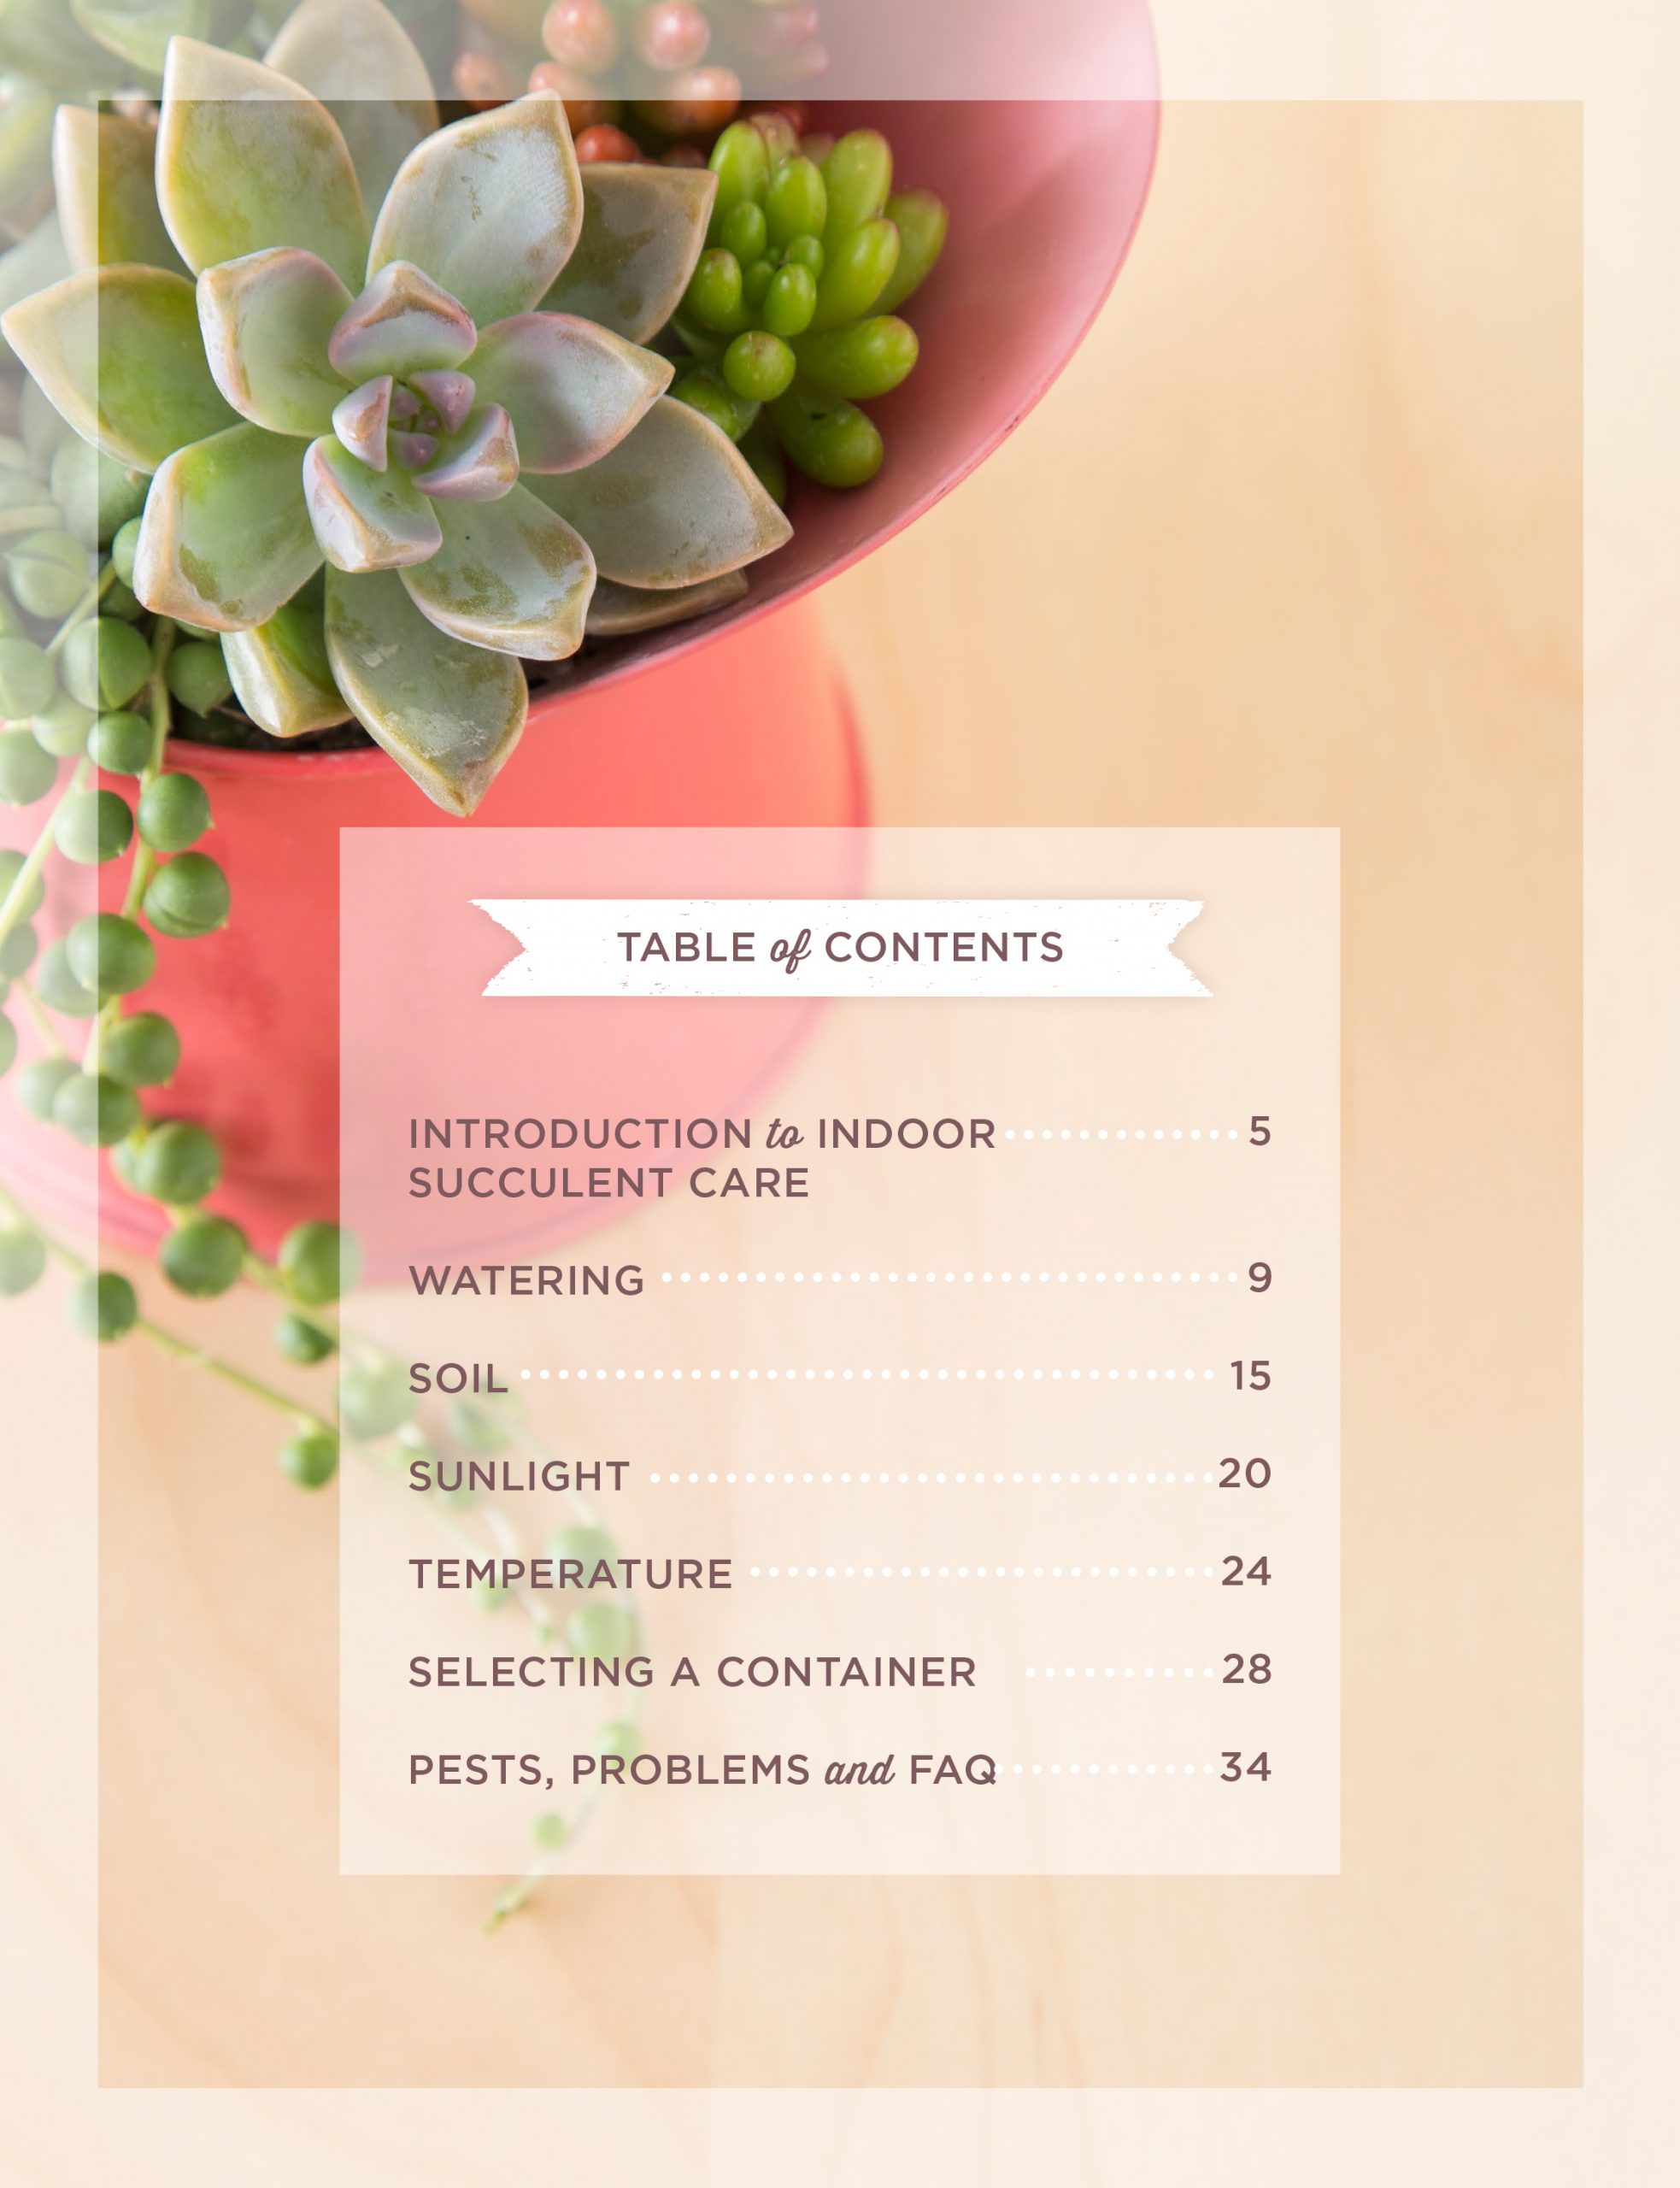 TABLE of CONTENTS
INTRODUCTION to INDOOR 5
SUCCULENT CARE
WATERING 9
SOIL 15
SUNLIGHT 20
TEMPERATURE 24
SELECTING A CONTAINER 28
PESTS, PROBLEMS and FAQ 34